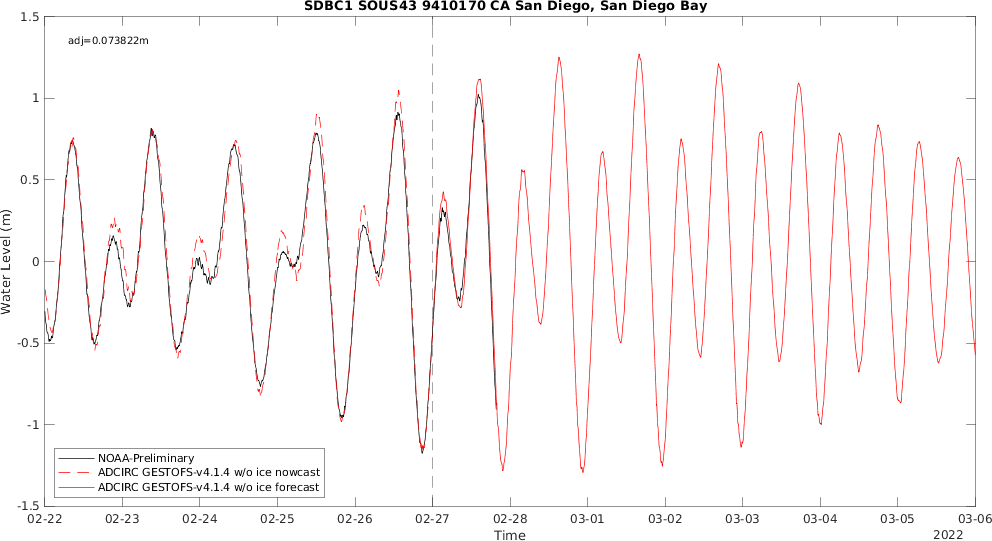 SDBC1 SOUS43 9410170 CA San Diego, San Diego Bay
1.5
adj=0.073822m
1
0.5
0
-0.5
-1
-1.5
Water Level (m)
NOAA-Preliminary
ADCIRC GESTOFS-v4.1.4 w/o ice nowcast
ADCIRC GESTOFS-v4.1.4 w/o ice forecast
02-22 02-23 02-24 02-25 02-26 02-27 02-28 03-01 03-02 03-03 03-04 03-05 03-06
Time
2022